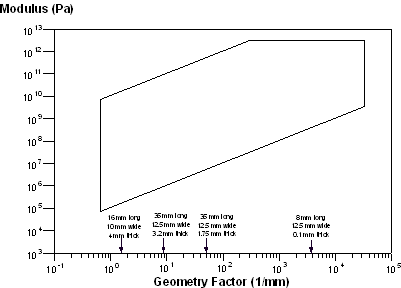 Modulus (Pa)
10^13
10^12
10^11
10^10
10^9
10^8
10^7
10^6
10^5
10^4
10^3
16mm long
10mm wide
4mm thick
35mm long
12.5mm wide
3.2mm thick
35 mm long
12.5 mm wide
1.75 mm thick
8mm long
12.5 mm wide
0.1mm thick
10^-1
10^0
10^1
10^2
10^3
10^4
10^5
Geometry Factor (1/mm)